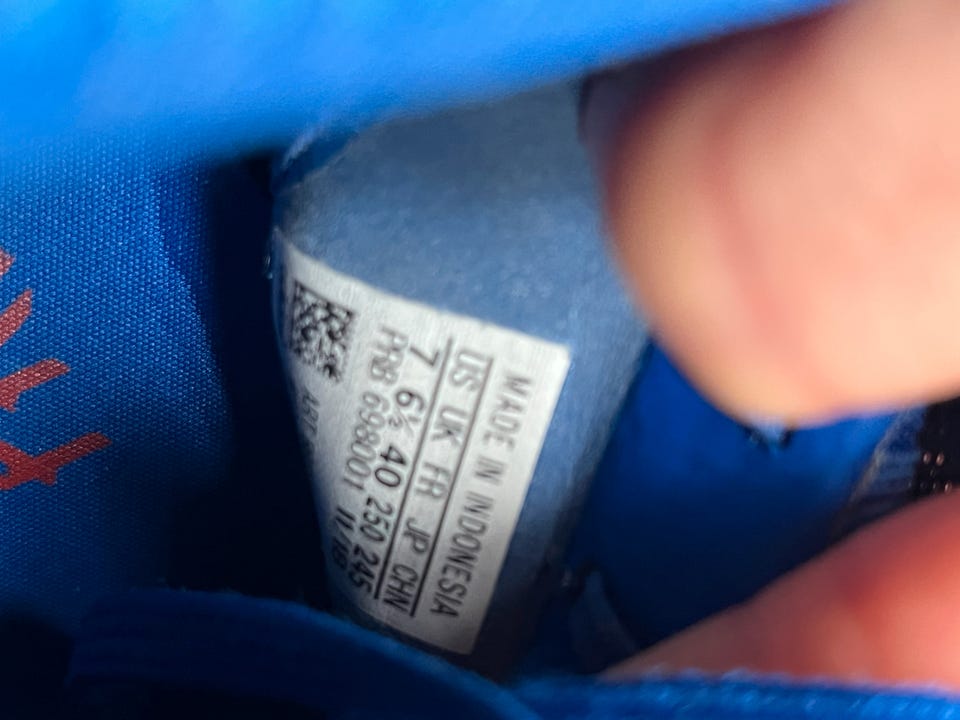 MADE IN INDONESIA
US UK FR JP CHN
7 6½ 40 250 245
PRB 698001 11/18